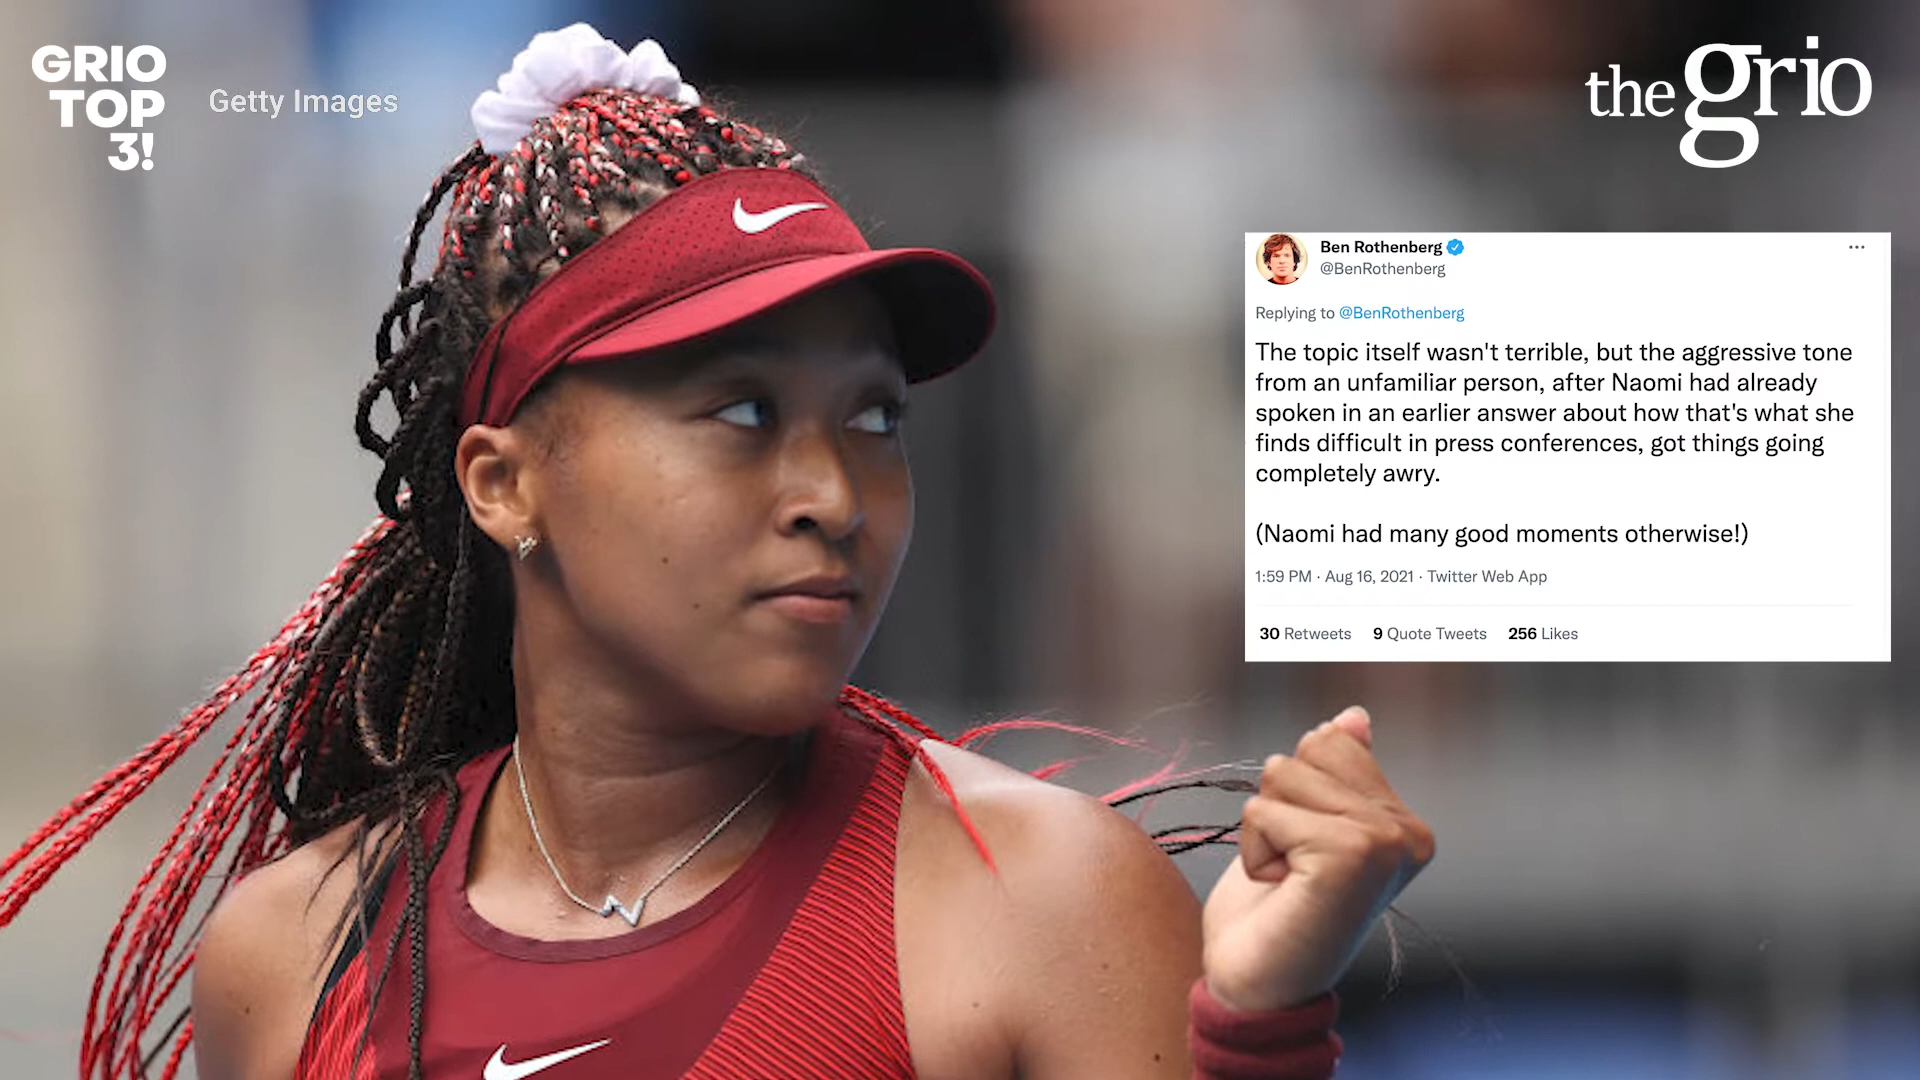 GRIO
TOP
3!
Getty Images
the grio
Ben Rothenberg
@BenRothenberg
Replying to @BenRothenberg
The topic itself wasn't terrible, but the aggressive tone
from an unfamiliar person, after Naomi had already
spoken in an earlier answer about how that's what she
finds difficult in press conferences, got things going
completely awry.
(Naomi had many good moments otherwise!)
1:59 PM · Aug 16, 2021 · Twitter Web App
30 Retweets 9 Quote Tweets 256 Likes